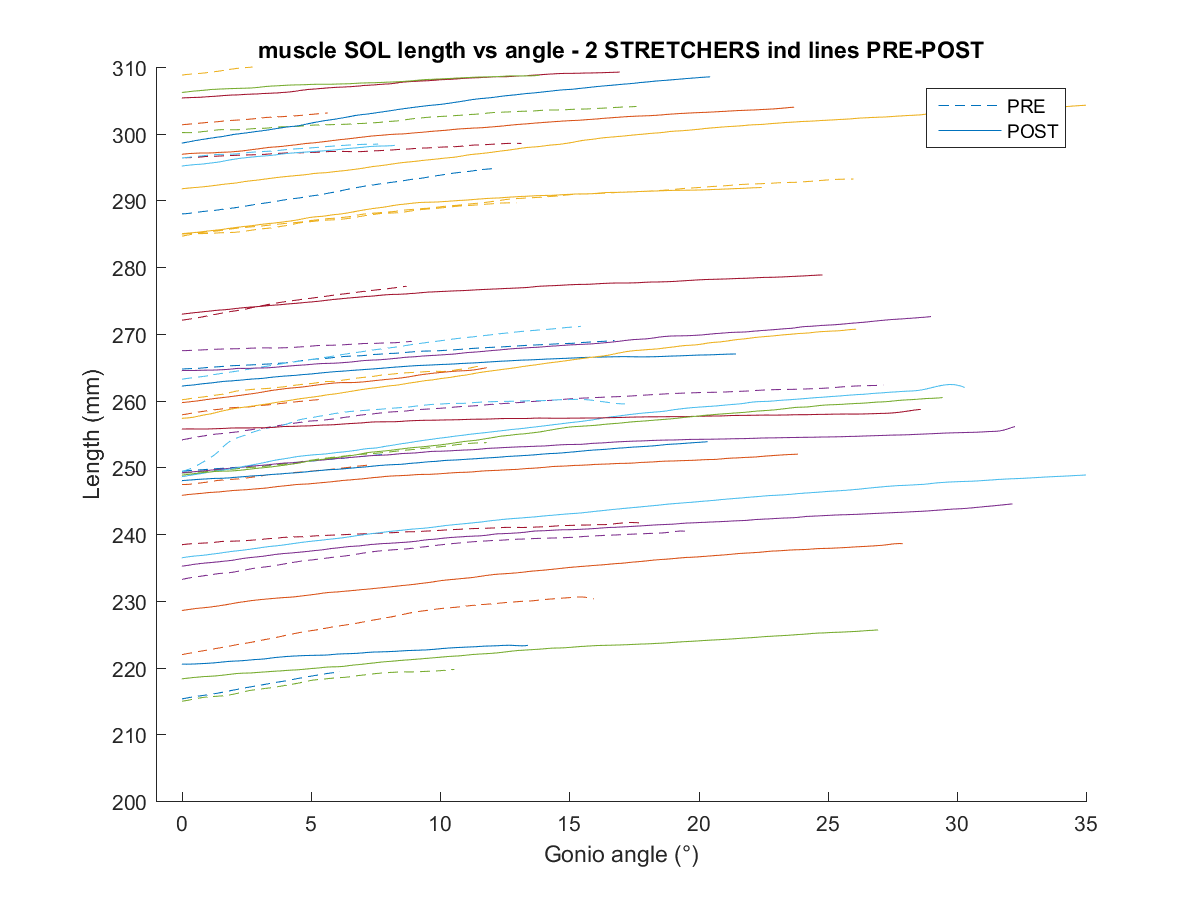 muscle SOL length vs angle - 2 STRETCHERS ind lines PRE-POST
PRE
POST
310
300
290
280
270
260
250
240
230
220
210
200
Length (mm)
0 5 10 15 20 25 30 35
Gonio angle (°)